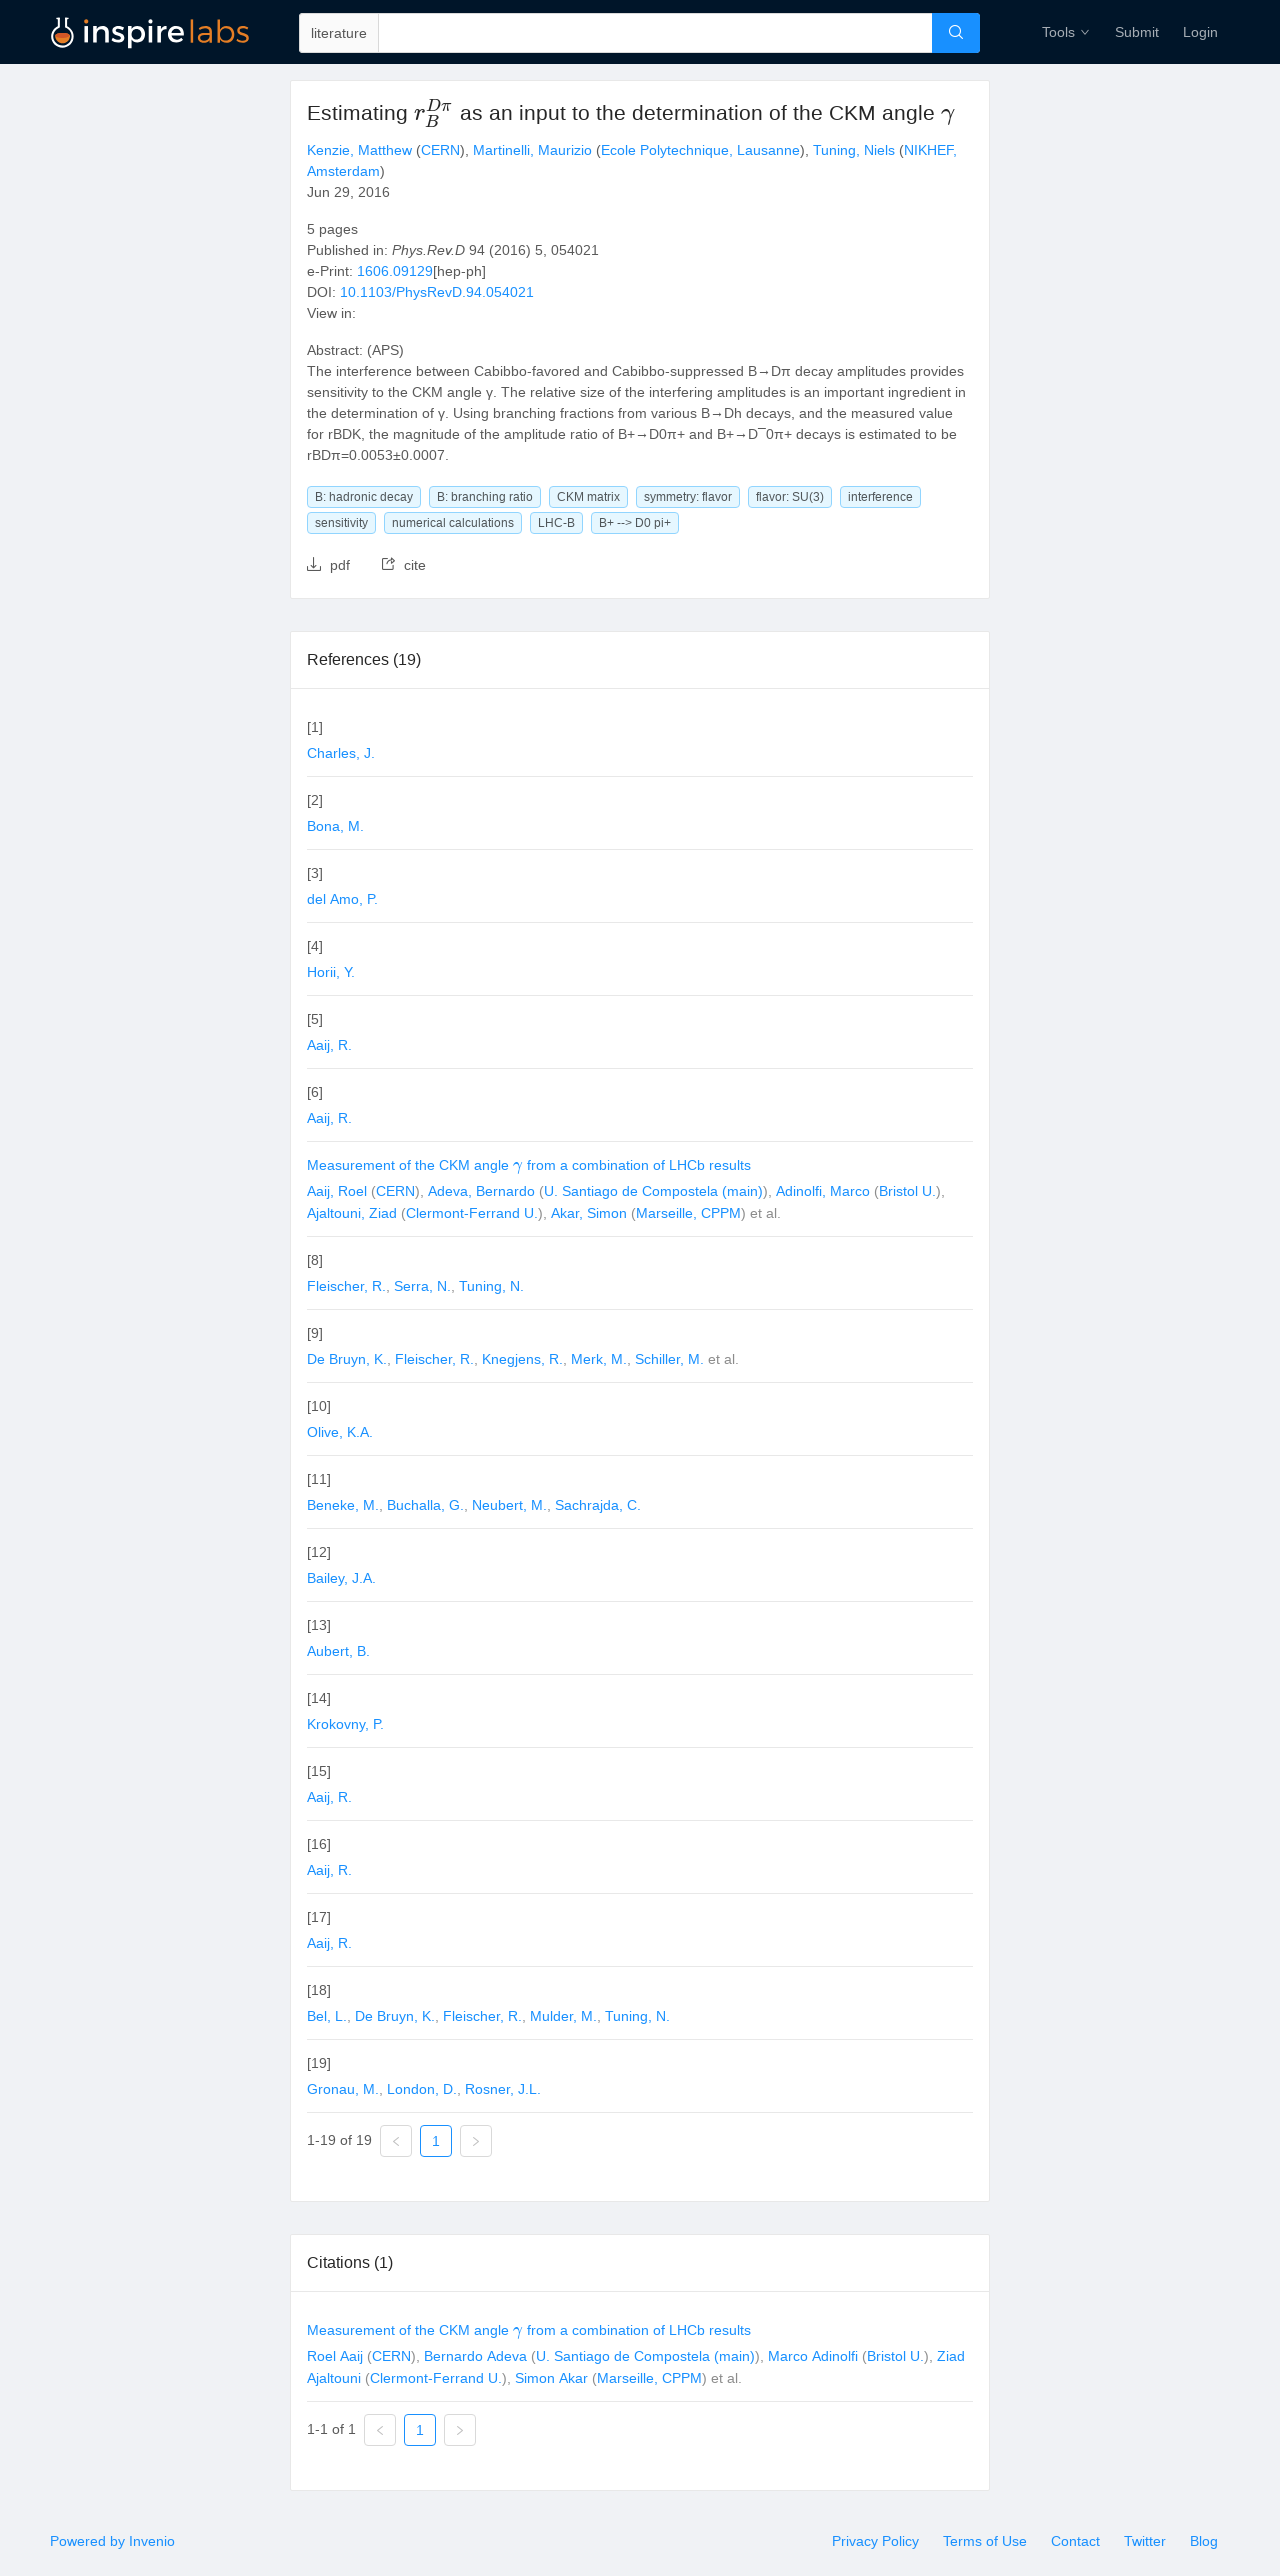 inspire labs
literature
Tools
Submit
Login
Estimating r_B^{Dπ} as an input to the determination of the CKM angle γ
Kenzie, Matthew (CERN), Martinelli, Maurizio (Ecole Polytechnique, Lausanne), Tuning, Niels (NIKHEF,
Amsterdam)
Jun 29, 2016
5 pages
Published in: Phys.Rev.D 94 (2016) 5, 054021
e-Print: 1606.09129[hep-ph]
DOI: 10.1103/PhysRevD.94.054021
View in:
Abstract: (APS)
The interference between Cabibbo-favored and Cabibbo-suppressed B→Dπ decay amplitudes provides
sensitivity to the CKM angle γ. The relative size of the interfering amplitudes is an important ingredient in
the determination of γ. Using branching fractions from various B→Dh decays, and the measured value
for rBDK, the magnitude of the amplitude ratio of B+→D0π+ and B+→D¯0π+ decays is estimated to be
rBDπ=0.0053±0.0007.
B: hadronic decay B: branching ratio CKM matrix symmetry: flavor flavor: SU(3) interference
sensitivity numerical calculations LHC-B B+ --> D0 pi+
pdf cite
References (19)
[1]
Charles, J.
[2]
Bona, M.
[3]
del Amo, P.
[4]
Horii, Y.
[5]
Aaij, R.
[6]
Aaij, R.
Measurement of the CKM angle γ from a combination of LHCb results
Aaij, Roel (CERN), Adeva, Bernardo (U. Santiago de Compostela (main)), Adinolfi, Marco (Bristol U.),
Ajaltouni, Ziad (Clermont-Ferrand U.), Akar, Simon (Marseille, CPPM) et al.
[8]
Fleischer, R., Serra, N., Tuning, N.
[9]
De Bruyn, K., Fleischer, R., Knegjens, R., Merk, M., Schiller, M. et al.
[10]
Olive, K.A.
[11]
Beneke, M., Buchalla, G., Neubert, M., Sachrajda, C.
[12]
Bailey, J.A.
[13]
Aubert, B.
[14]
Krokovny, P.
[15]
Aaij, R.
[16]
Aaij, R.
[17]
Aaij, R.
[18]
Bel, L., De Bruyn, K., Fleischer, R., Mulder, M., Tuning, N.
[19]
Gronau, M., London, D., Rosner, J.L.
1-19 of 19 < 1 >
Citations (1)
Measurement of the CKM angle γ from a combination of LHCb results
Roel Aaij (CERN), Bernardo Adeva (U. Santiago de Compostela (main)), Marco Adinolfi (Bristol U.), Ziad
Ajaltouni (Clermont-Ferrand U.), Simon Akar (Marseille, CPPM) et al.
1-1 of 1 < 1 >
Powered by Invenio
Privacy Policy Terms of Use Contact Twitter Blog